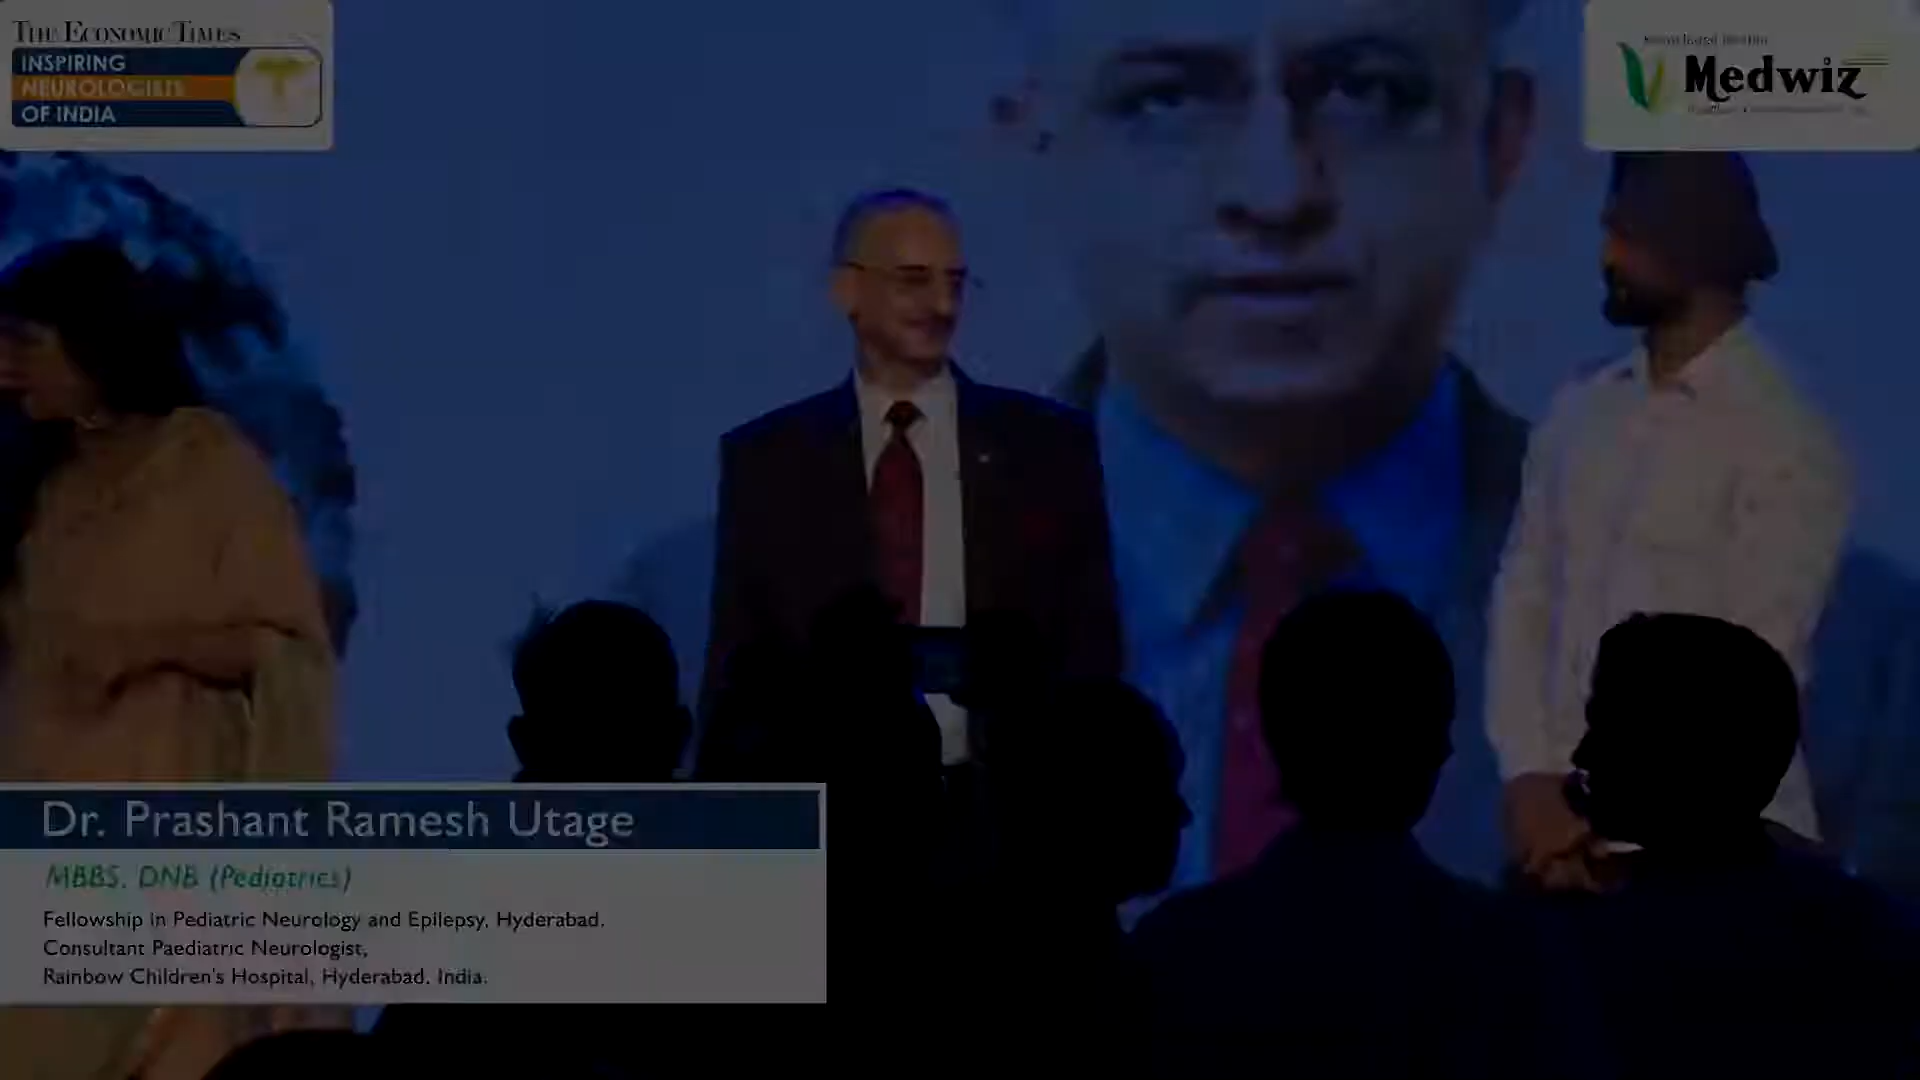 THE ECONOMIC TIMES
INSPIRING
NEUROLOGISTS
OF INDIA
Medwiz
Dr. Prashant Ramesh Utage
MBBS, DNB (Pediatrics)
Fellowship in Pediatric Neurology and Epilepsy, Hyderabad.
Consultant Paediatric Neurologist,
Rainbow Children's Hospital, Hyderabad, India.